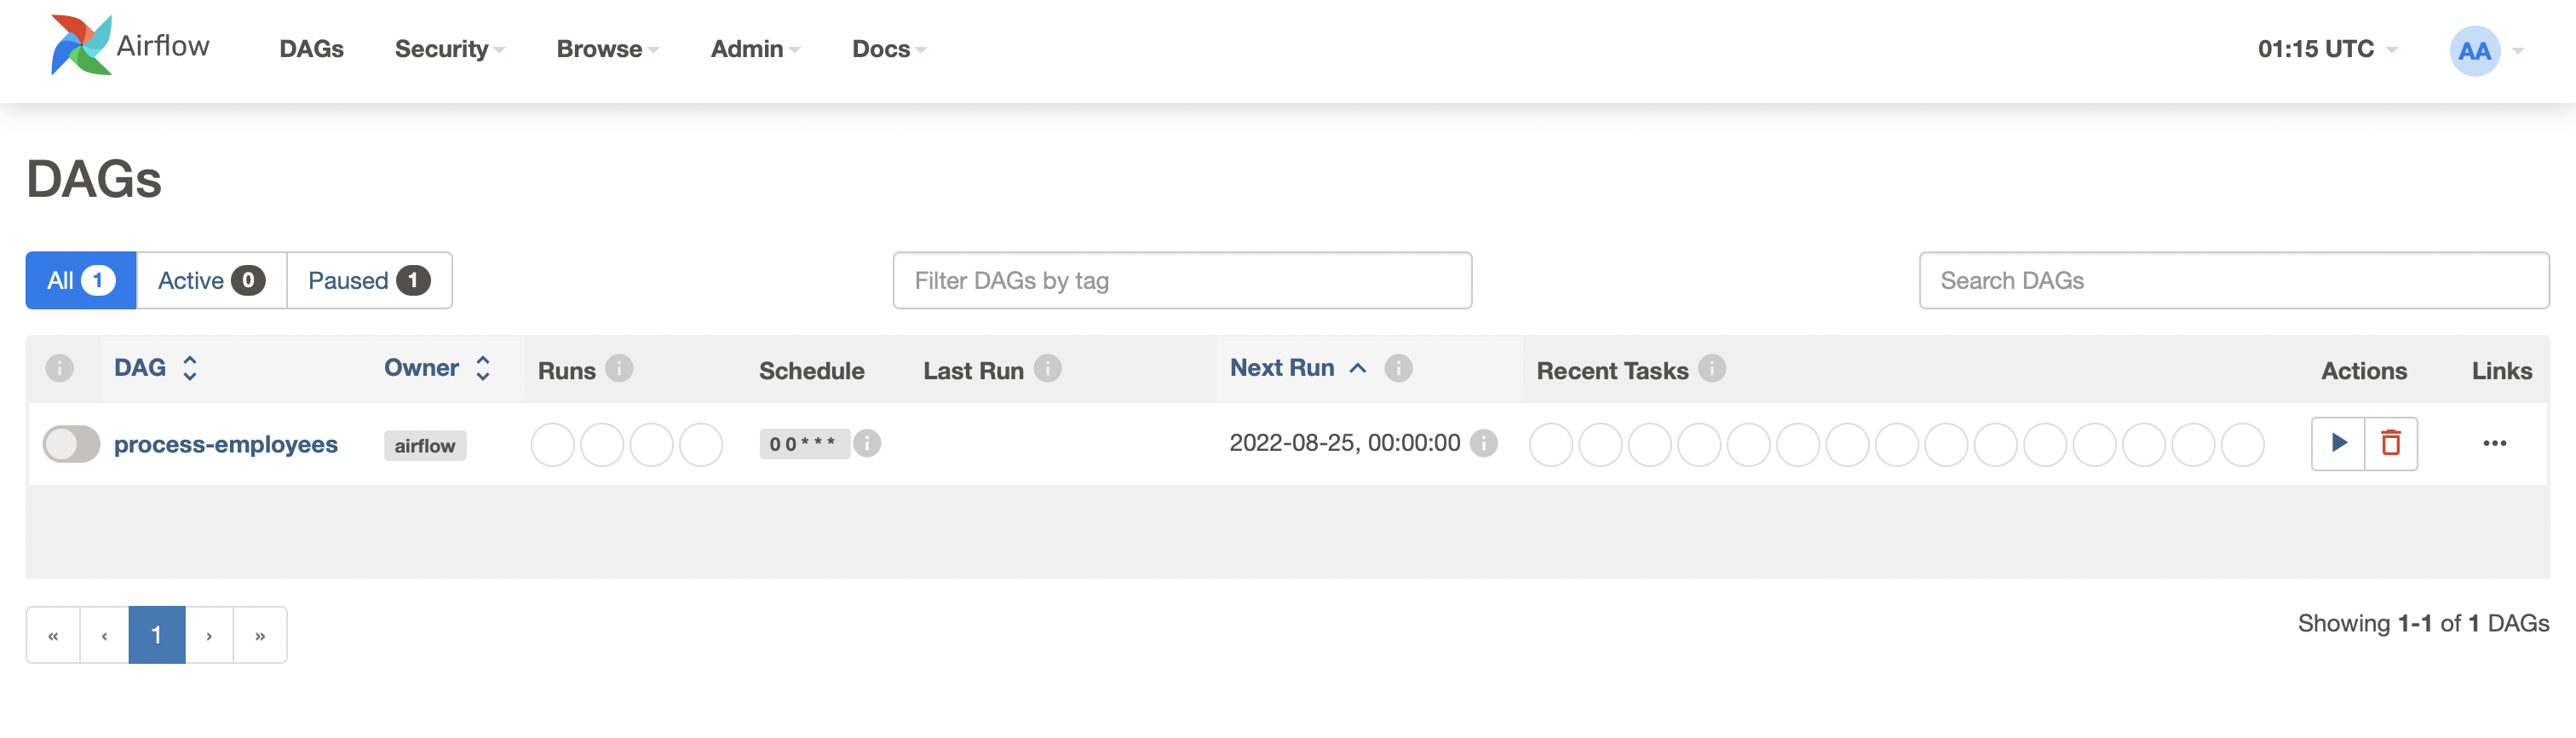 Airflow DAGs Security Browse Admin Docs 01:15 UTC AA
DAGs
All 1 Active 0 Paused 1 Filter DAGs by tag Search DAGs
i DAG Owner Runs i Schedule Last Run i Next Run i Recent Tasks i Actions Links
process-employees airflow 0 0 * * * i 2022-08-25, 00:00:00 i ...
« ‹ 1 › » Showing 1-1 of 1 DAGs